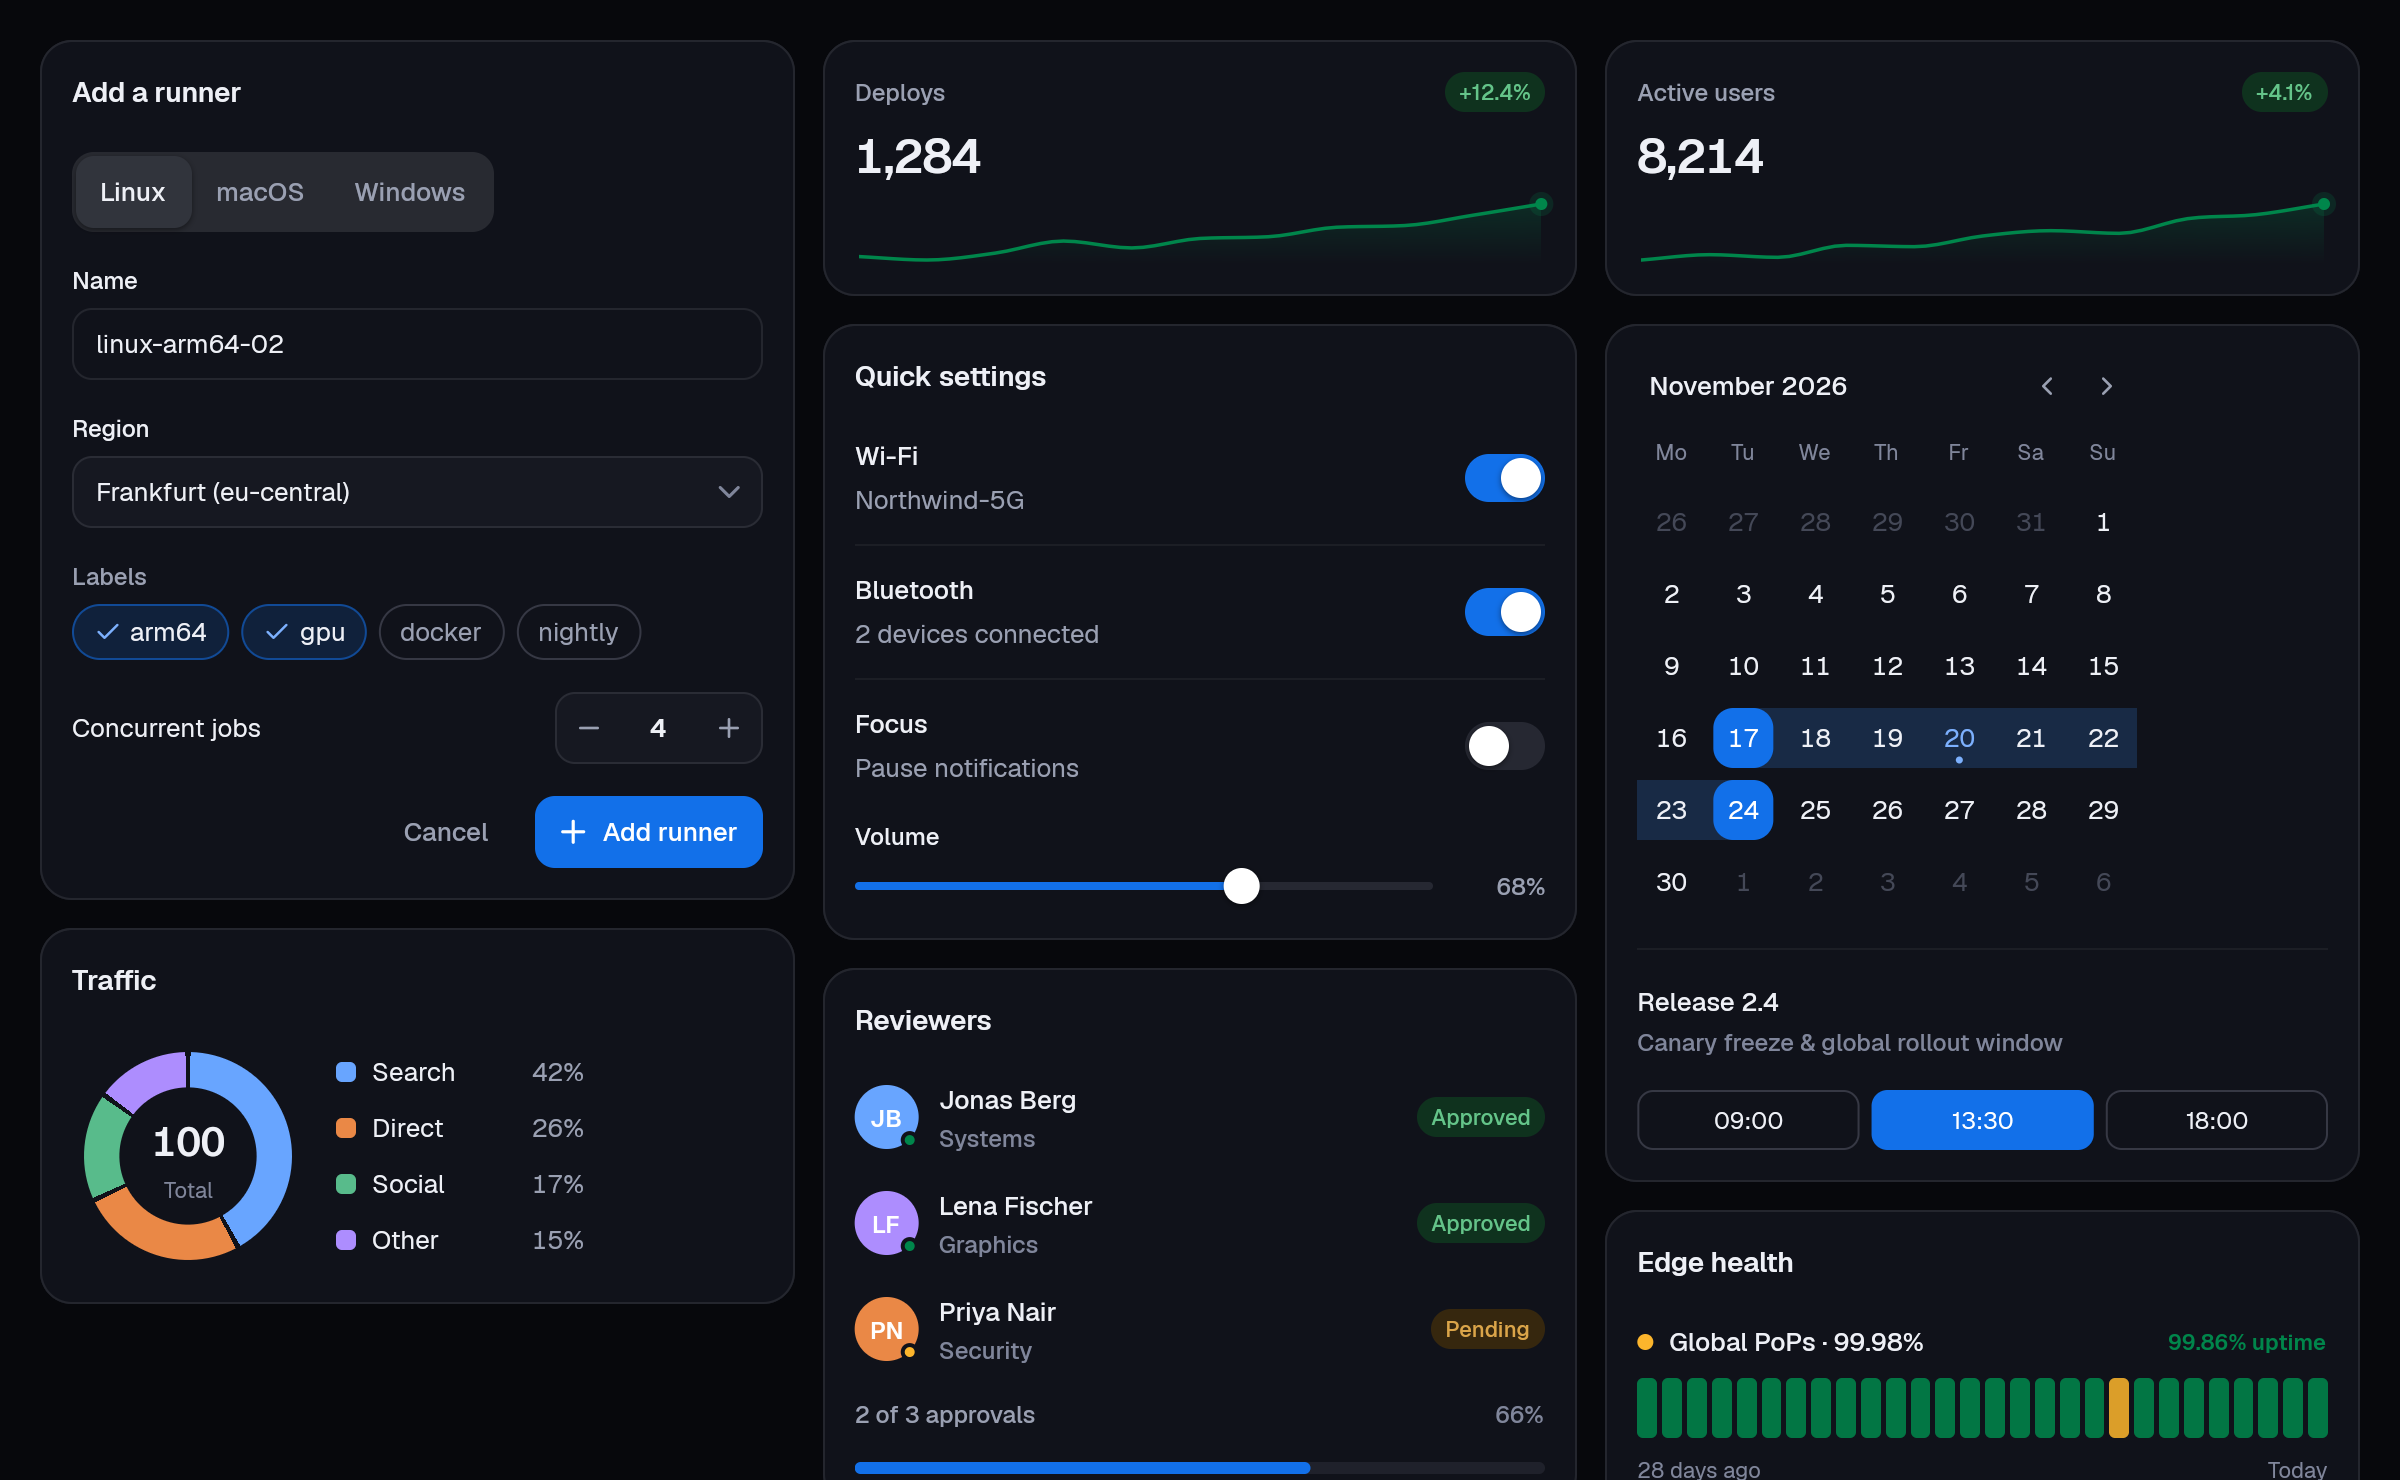 Add a runner
Linux macOS Windows
Name
linux-arm64-02
Region
Frankfurt (eu-central)
Labels
arm64 gpu docker nightly
Concurrent jobs 4
Cancel Add runner
Traffic
100
Total
Search 42%
Direct 26%
Social 17%
Other 15%
Deploys +12.4%
1,284
Quick settings
Wi-Fi
Northwind-5G
Bluetooth
2 devices connected
Focus
Pause notifications
Volume
68%
Reviewers
JB Jonas Berg Approved
Systems
LF Lena Fischer Approved
Graphics
PN Priya Nair Pending
Security
2 of 3 approvals 66%
Active users +4.1%
8,214
November 2026
Mo Tu We Th Fr Sa Su
26 27 28 29 30 31 1
2 3 4 5 6 7 8
9 10 11 12 13 14 15
16 17 18 19 20 21 22
23 24 25 26 27 28 29
30 1 2 3 4 5 6
Release 2.4
Canary freeze & global rollout window
09:00 13:30 18:00
Edge health
Global PoPs · 99.98% 99.86% uptime
28 days ago Today